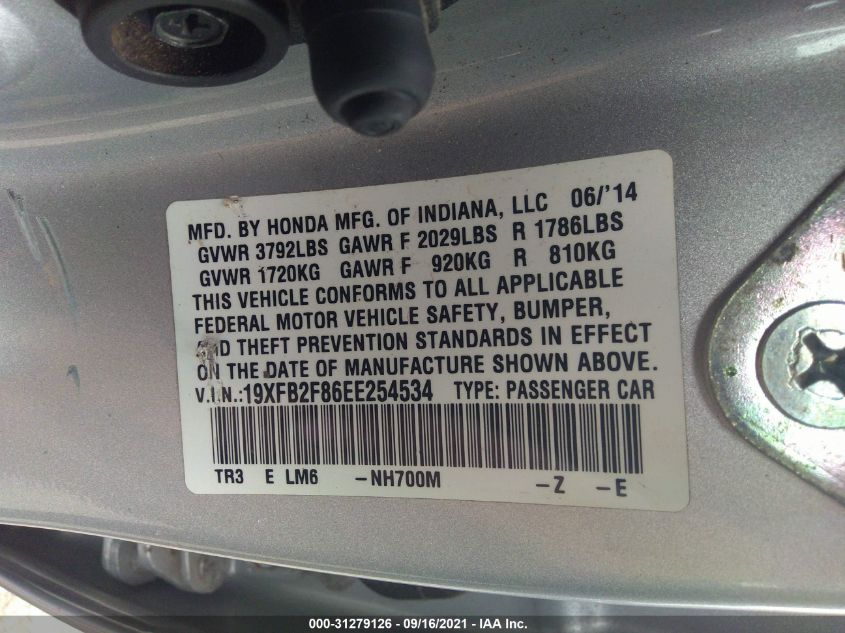 MFD. BY HONDA MFG. OF INDIANA, LLC 06/'14
GVWR 3792LBS GAWR F 2029LBS R 1786LBS
GVWR 1720KG GAWR F 920KG R 810KG
THIS VEHICLE CONFORMS TO ALL APPLICABLE
FEDERAL MOTOR VEHICLE SAFETY, BUMPER,
AND THEFT PREVENTION STANDARDS IN EFFECT
ON THE DATE OF MANUFACTURE SHOWN ABOVE.
V.I.N.:19XFB2F86EE254534 TYPE: PASSENGER CAR
TR3 E LM6 -NH700M -Z -E
000-31279126 - 09/16/2021 - IAA Inc.